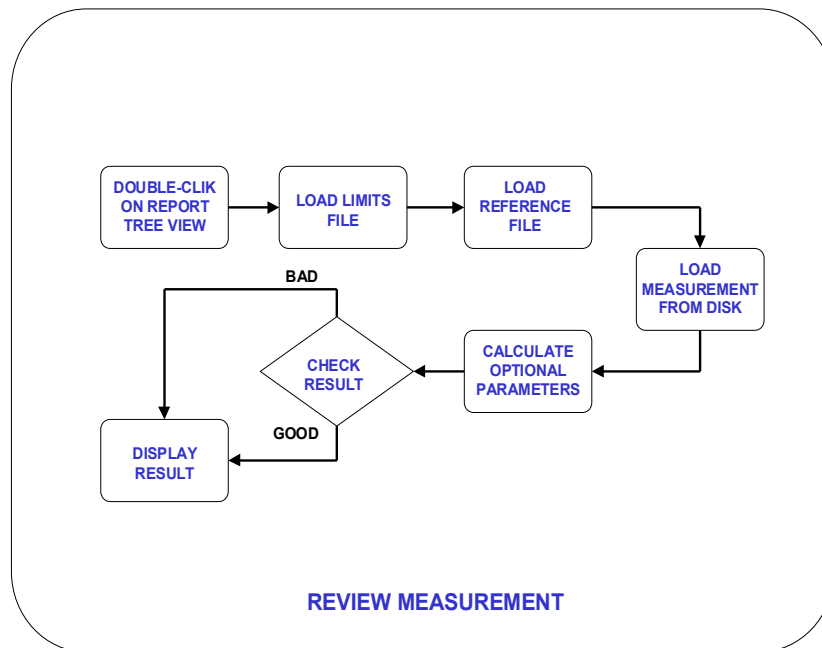 DOUBLE-CLIK
ON REPORT
TREE VIEW
LOAD LIMITS
FILE
LOAD
REFERENCE
FILE
LOAD
MEASUREMENT
FROM DISK
CALCULATE
OPTIONAL
PARAMETERS
CHECK
RESULT
BAD
GOOD
DISPLAY
RESULT
REVIEW MEASUREMENT